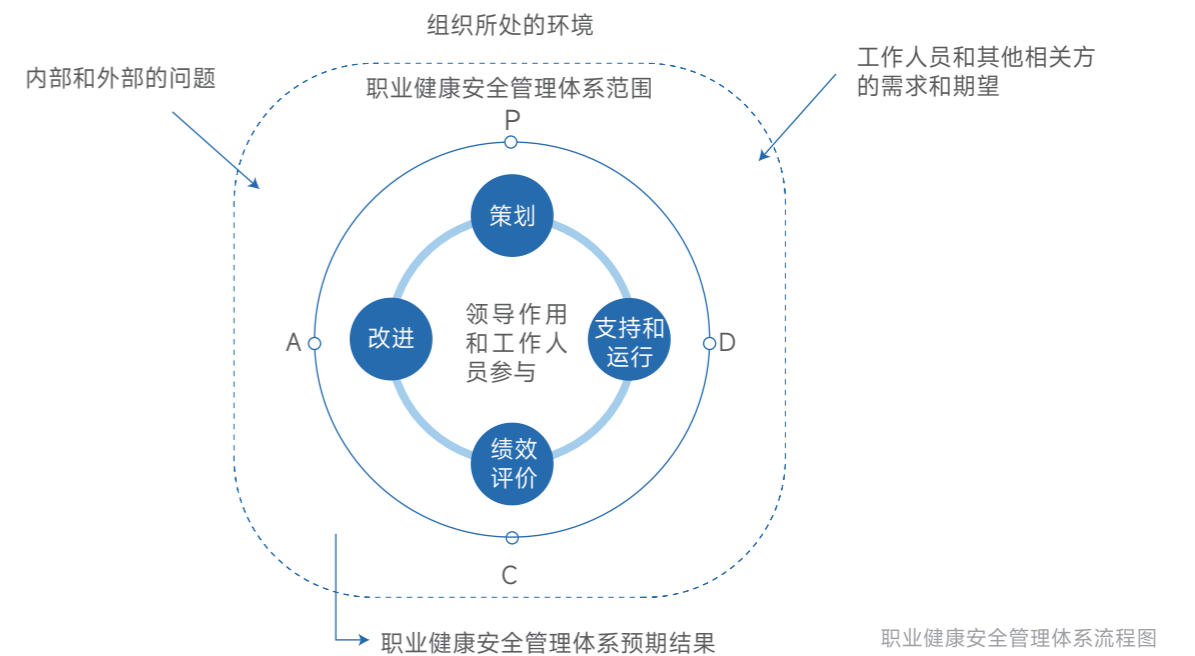 组织所处的环境
内部和外部的问题
工作人员和其他相关方
的需求和期望
职业健康安全管理体系范围
P
策划
A
改进
领导作用
和工作人
员参与
支持和
运行
D
绩效
评价
C
职业健康安全管理体系预期结果
职业健康安全管理体系流程图